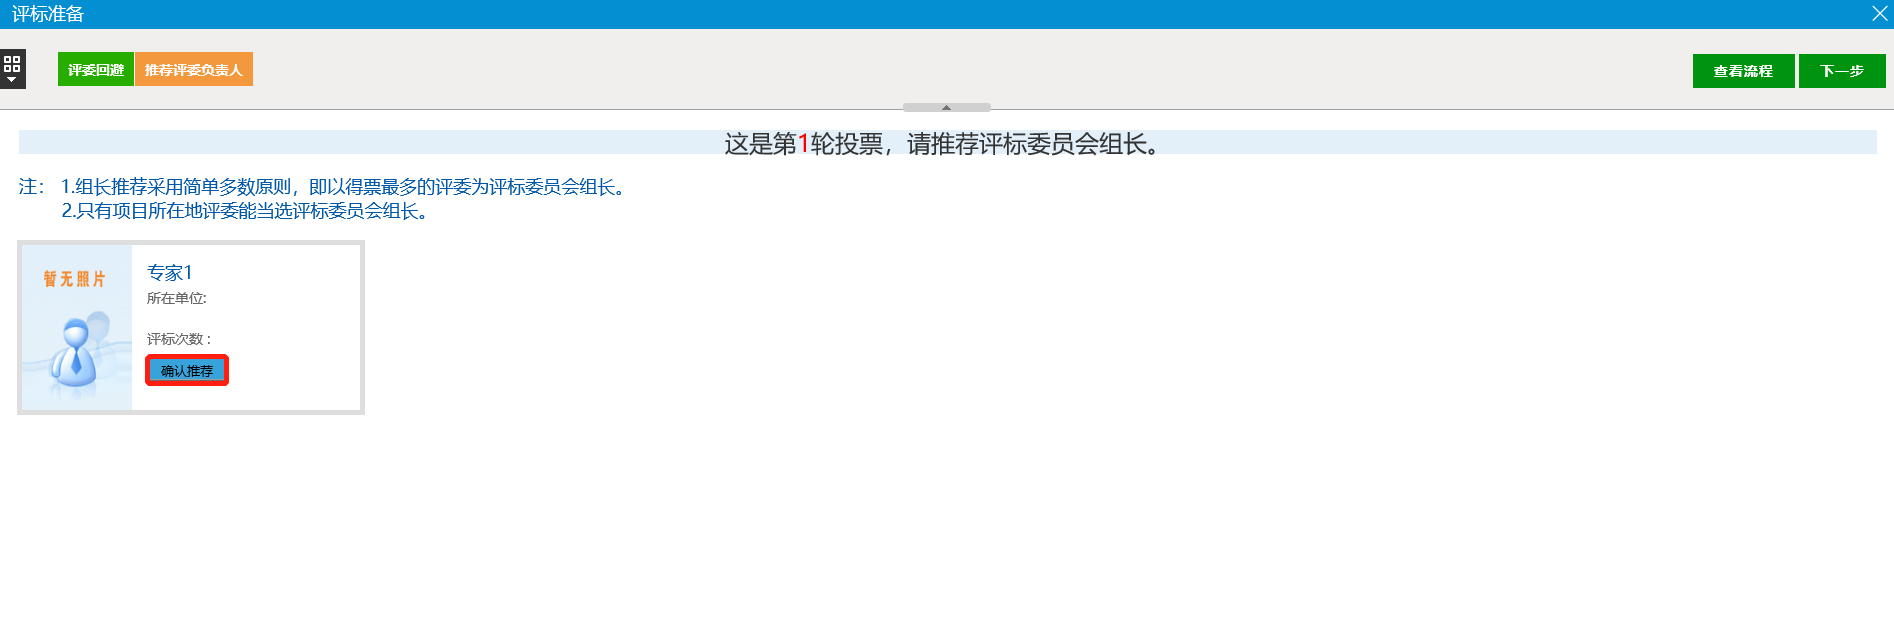 评标准备
评委回避 推荐评委负责人
查看流程 下一步
这是第1轮投票，请推荐评标委员会组长。
注： 1.组长推荐采用简单多数原则，即以得票最多的评委为评标委员会组长。
2.只有项目所在地评委能当选评标委员会组长。
暂无照片
专家1
所在单位:
评标次数：
确认推荐